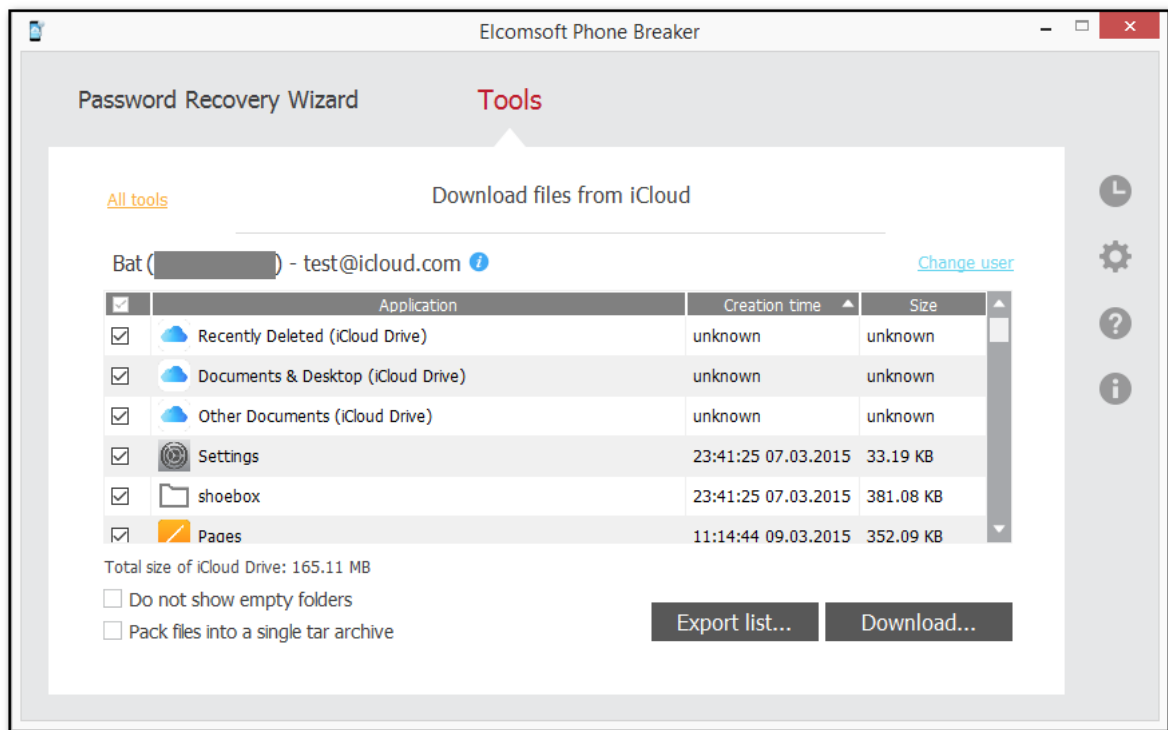 Elcomsoft Phone Breaker
Password Recovery Wizard Tools
All tools Download files from iCloud
Bat ( ) - test@icloud.com Change user
Application Creation time Size
Recently Deleted (iCloud Drive) unknown unknown
Documents & Desktop (iCloud Drive) unknown unknown
Other Documents (iCloud Drive) unknown unknown
Settings 23:41:25 07.03.2015 33.19 KB
shoebox 23:41:25 07.03.2015 381.08 KB
Pages 11:14:44 09.03.2015 352.09 KB
Total size of iCloud Drive: 165.11 MB
Do not show empty folders
Pack files into a single tar archive
Export list... Download...